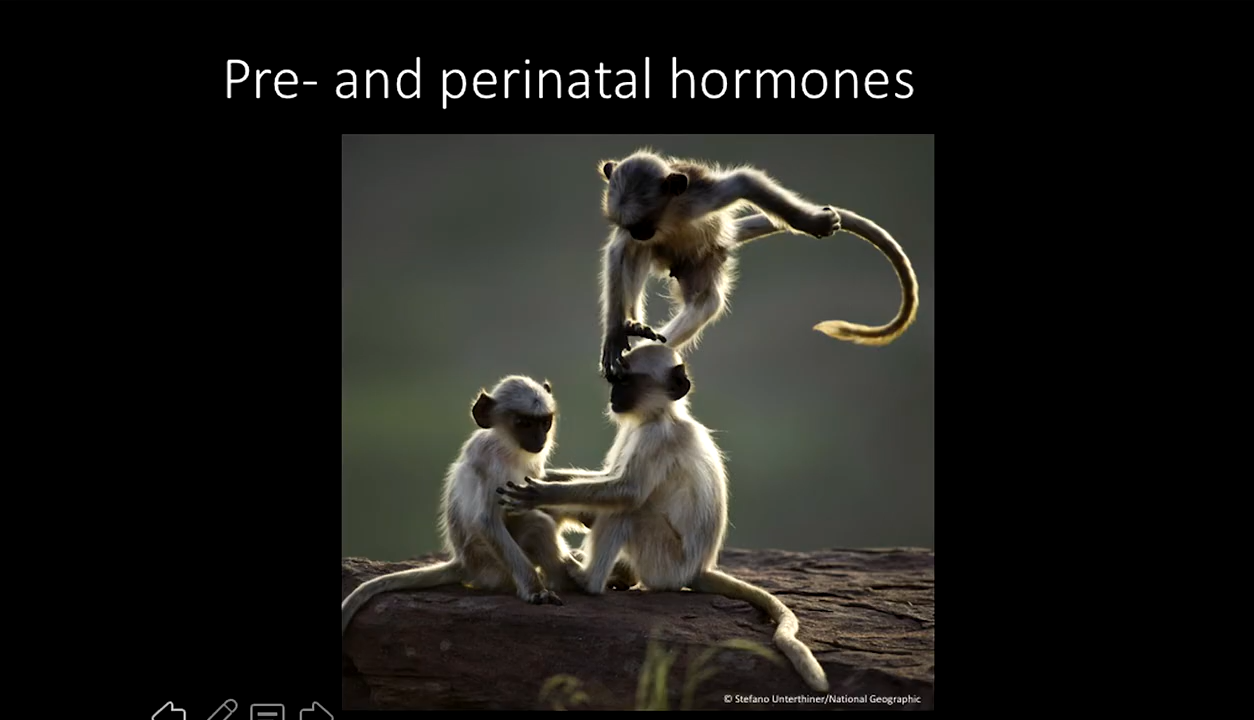 Pre- and perinatal hormones
© Stefano Unterthiner/National Geographic